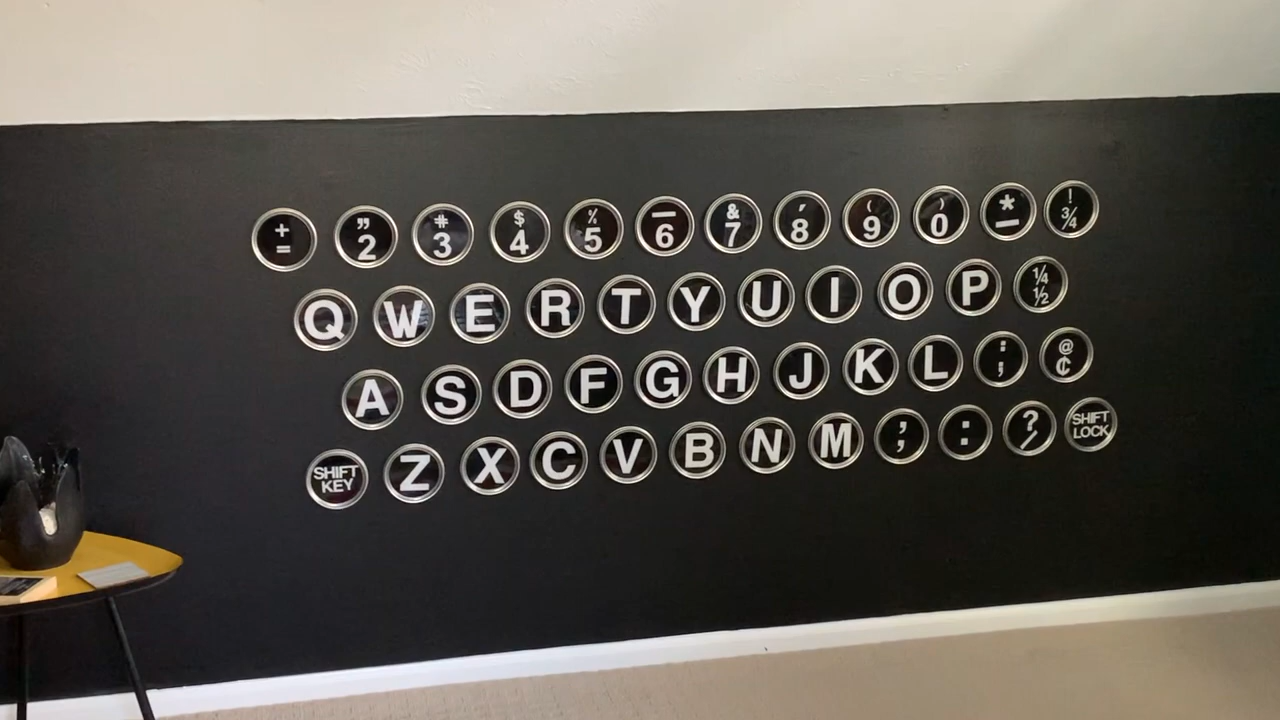 + = " 2 # 3 $ 4 % 5 — 6 & 7 ' 8 ( 9 ) 0 * — ! ¾
Q W E R T Y U I O P ¼ ½
A S D F G H J K L ; @ ¢
SHIFT KEY Z X C V B N M , ; . : ? / SHIFT LOCK